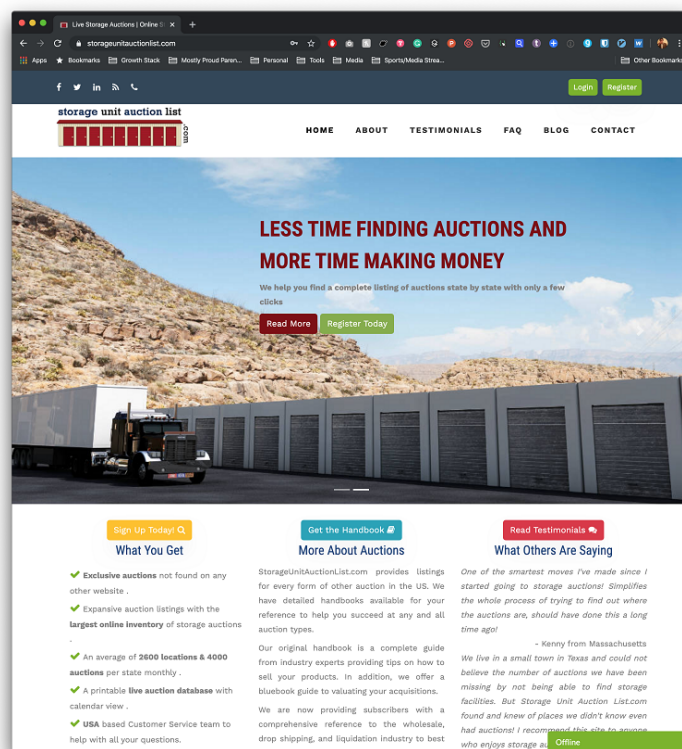 Live Storage Auctions | Online S
storageunitauctionlist.com
Apps Bookmarks Growth Stack Mostly Proud Paren... Personal Tools Media Sports/Media Strea... Other Bookmarks
Login Register
storage unit auction list
.com
HOME ABOUT TESTIMONIALS FAQ BLOG CONTACT
LESS TIME FINDING AUCTIONS AND
MORE TIME MAKING MONEY
We help you find a complete listing of auctions state by state with only a few
clicks
Read More Register Today
Sign Up Today!
What You Get
Exclusive auctions not found on any
other website .
Expansive auction listings with the
largest online inventory of storage auctions
.
An average of 2600 locations & 4000
auctions per state monthly .
A printable live auction database with
calendar view .
USA based Customer Service team to
help with all your questions.
Get the Handbook
More About Auctions
StorageUnitAuctionList.com provides listings
for every form of other auction in the US. We
have detailed handbooks available for your
reference to help you succeed at any and all
auction types.
Our original handbook is a complete guide
from industry experts providing tips on how to
sell your products. In addition, we offer a
bluebook guide to valuating your acquisitions.
We are now providing subscribers with a
comprehensive reference to the wholesale,
drop shipping, and liquidation industry to best
Read Testimonials
What Others Are Saying
One of the smartest moves I've made since I
started going to storage auctions! Simplifies
the whole process of trying to find out where
the auctions are, should have done this a long
time ago!
- Kenny from Massachusetts
We live in a small town in Texas and could not
believe the number of auctions we have been
missing by not being able to find storage
facilities. But Storage Unit Auction List.com
found and knew of places we didn't know even
had auctions! I recommend this site to anyone
who enjoys storage au
Offline